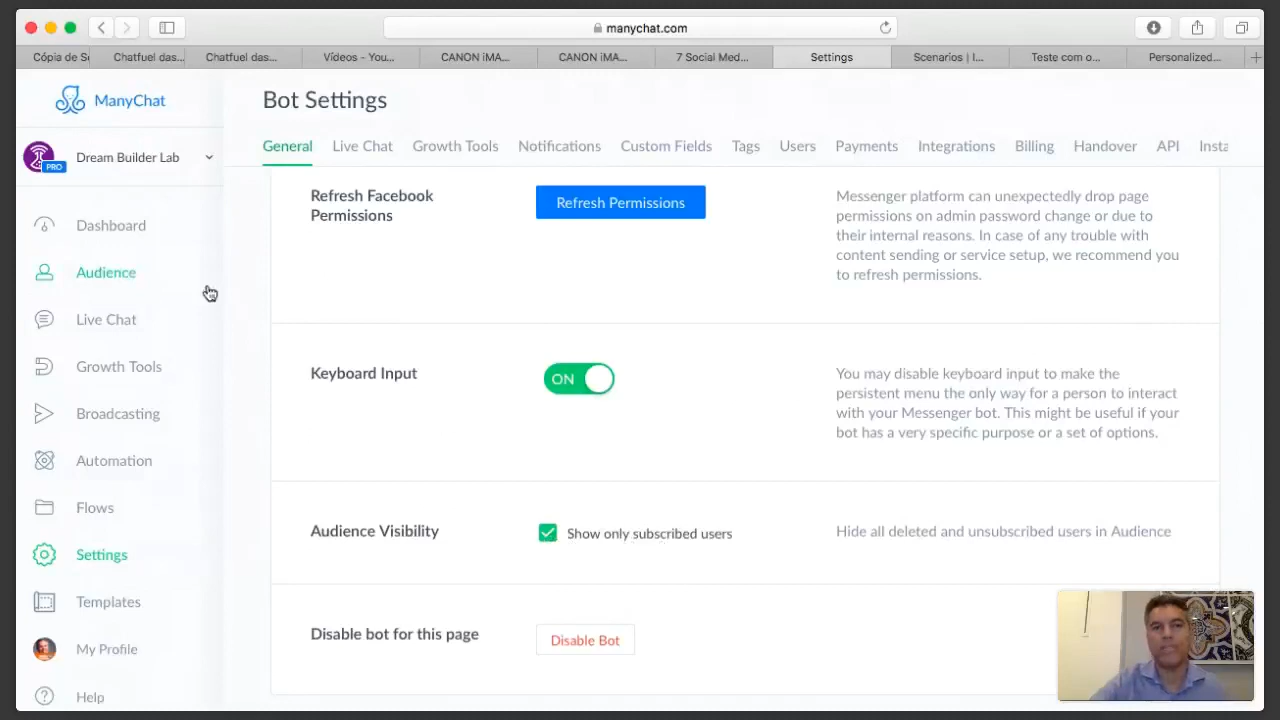 manychat.com
Cópia de Se
Chatfuel das...
Chatfuel das...
Vídeos - You...
CANON iMA...
CANON iMA...
7 Social Med...
Settings
Scenarios | I...
Teste com o...
Personalized...
ManyChat
Bot Settings
PRO
Dream Builder Lab
General
Live Chat
Growth Tools
Notifications
Custom Fields
Tags
Users
Payments
Integrations
Billing
Handover
API
Insta
Dashboard
Audience
Live Chat
Growth Tools
Broadcasting
Automation
Flows
Settings
Templates
My Profile
Help
Refresh Facebook
Permissions
Refresh Permissions
Messenger platform can unexpectedly drop page
permissions on admin password change or due to
their internal reasons. In case of any trouble with
content sending or service setup, we recommend you
to refresh permissions.
Keyboard Input
ON
You may disable keyboard input to make the
persistent menu the only way for a person to interact
with your Messenger bot. This might be useful if your
bot has a very specific purpose or a set of options.
Audience Visibility
Show only subscribed users
Hide all deleted and unsubscribed users in Audience
Disable bot for this page
Disable Bot